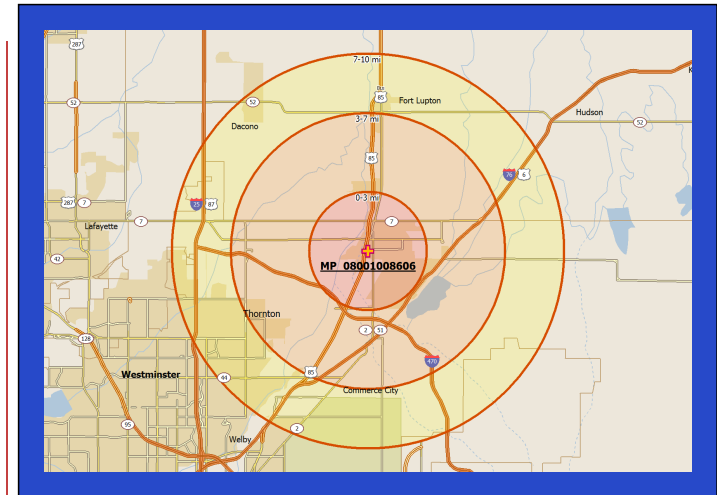 287
7-10 mi
85
Fort Lupton
52
52
Hudson
52
3-7 mi
Dacono
85
76
6
0-3 mi
287
7
25
87
7
7
Lafayette
42
MP_08001008606
Thornton
2
51
128
470
Westminster
44
85
Commerce City
95
2
Welby